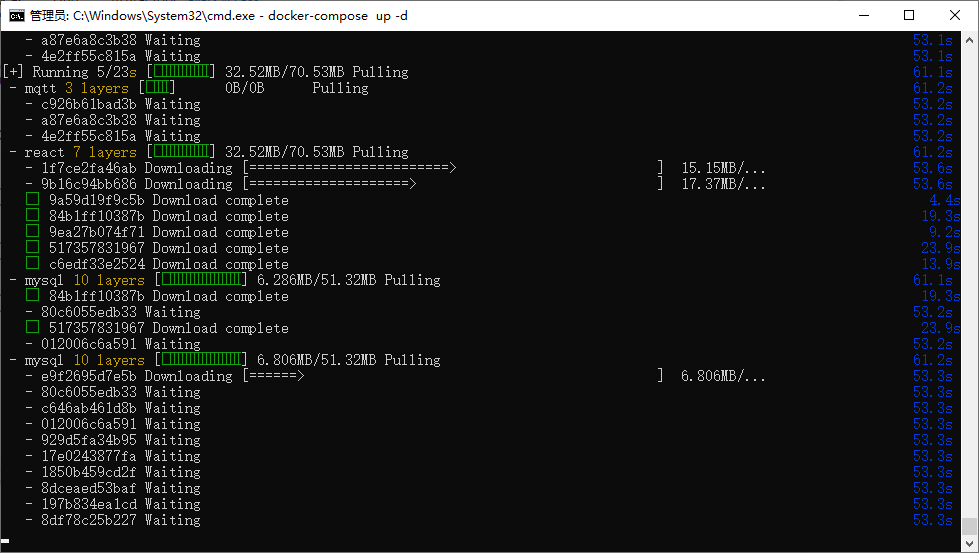 管理员: C:\Windows\System32\cmd.exe - docker-compose  up -d
- a87e6a8c3b38 Waiting 53.1s
- 4e2ff55c815a Waiting 53.1s
[+] Running 5/23s [] 32.52MB/70.53MB Pulling 61.1s
- mqtt 3 layers [] 0B/0B Pulling 61.2s
- c926b61bad3b Waiting 53.2s
- a87e6a8c3b38 Waiting 53.2s
- 4e2ff55c815a Waiting 53.2s
- react 7 layers [] 32.52MB/70.53MB Pulling 61.2s
- 1f7ce2fa46ab Downloading [=========================> ] 15.15MB/... 53.6s
- 9b16c94bb686 Downloading [====================> ] 17.37MB/... 53.6s
9a59d19f9c5b Download complete 4.4s
84b1ff10387b Download complete 19.3s
9ea27b074f71 Download complete 9.2s
517357831967 Download complete 23.9s
c6edf33e2524 Download complete 13.9s
- mysql 10 layers [] 6.286MB/51.32MB Pulling 61.1s
84b1ff10387b Download complete 19.3s
- 80c6055edb33 Waiting 53.2s
517357831967 Download complete 23.9s
- 012006c6a591 Waiting 53.2s
- mysql 10 layers [] 6.806MB/51.32MB Pulling 61.2s
- e9f2695d7e5b Downloading [======> ] 6.806MB/... 53.3s
- 80c6055edb33 Waiting 53.3s
- c646ab461d8b Waiting 53.3s
- 012006c6a591 Waiting 53.3s
- 929d5fa34b95 Waiting 53.3s
- 17e0243877fa Waiting 53.3s
- 1850b459cd2f Waiting 53.3s
- 8dceaed53baf Waiting 53.3s
- 197b834ea1cd Waiting 53.3s
- 8df78c25b227 Waiting 53.3s